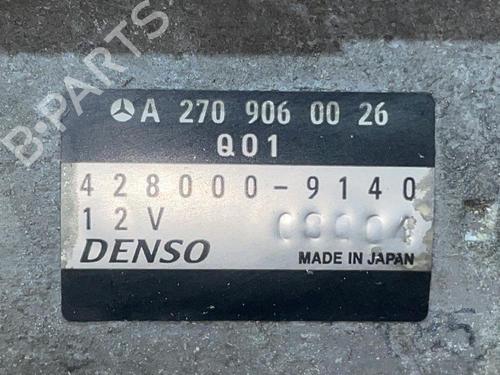 B-PARTS
A 270 906 00 26
Q01
428000-9140
12V
DENSO
MADE IN JAPAN